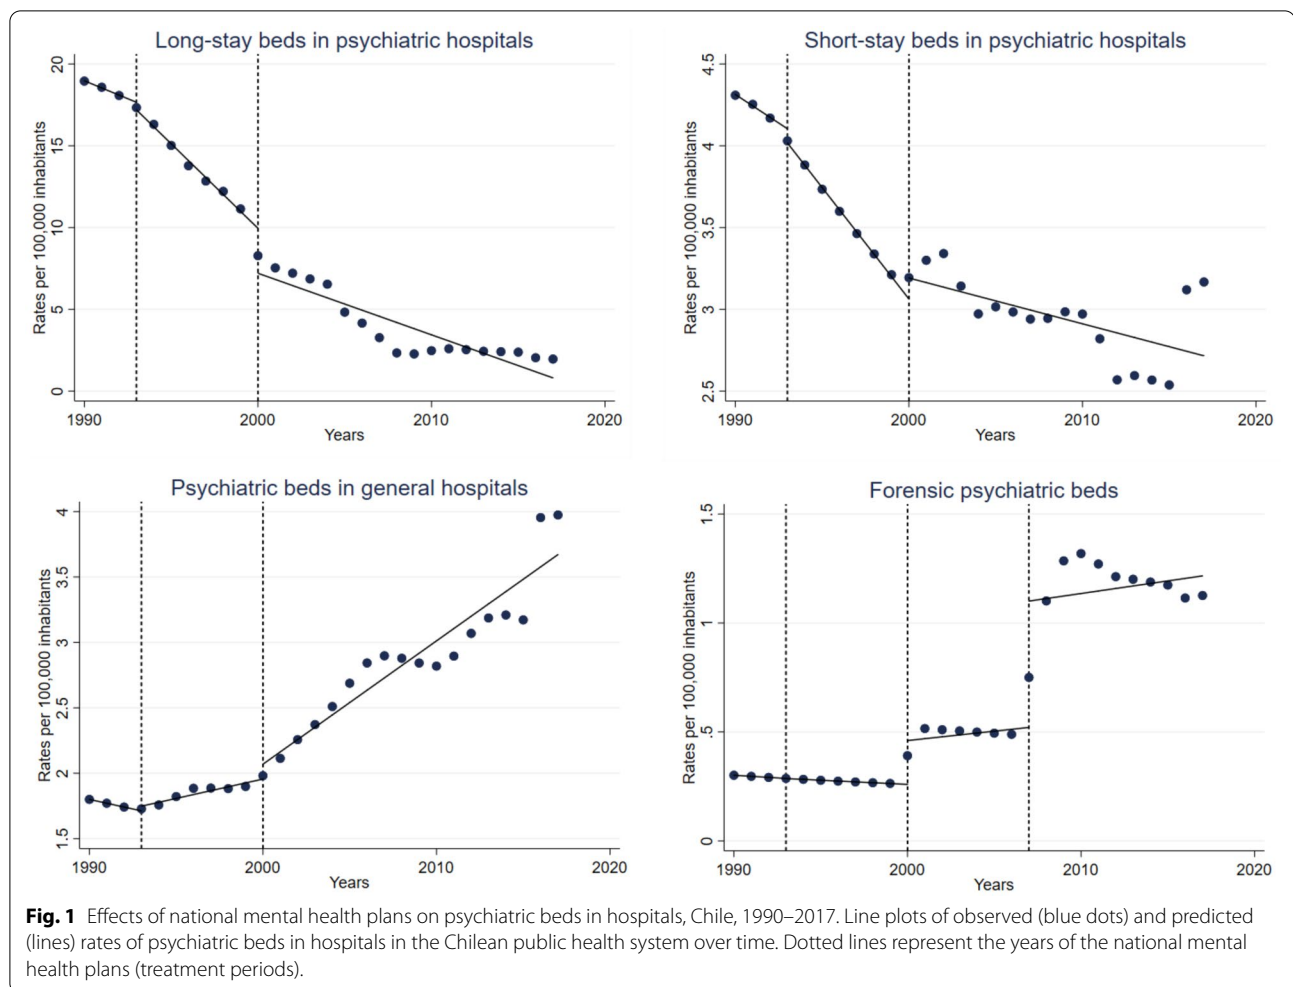 Long-stay beds in psychiatric hospitals
Rates per 100,000 inhabitants
20
15
10
5
0
1990
2000
2010
2020
Years
Short-stay beds in psychiatric hospitals
Rates per 100,000 inhabitants
4.5
4
3.5
3
2.5
1990
2000
2010
2020
Years
Psychiatric beds in general hospitals
Rates per 100,000 inhabitants
4
3.5
3
2.5
2
1.5
1990
2000
2010
2020
Years
Forensic psychiatric beds
Rates per 100,000 inhabitants
1.5
1
.5
0
1990
2000
2010
2020
Years
Fig. 1 Effects of national mental health plans on psychiatric beds in hospitals, Chile, 1990–2017. Line plots of observed (blue dots) and predicted
(lines) rates of psychiatric beds in hospitals in the Chilean public health system over time. Dotted lines represent the years of the national mental
health plans (treatment periods).